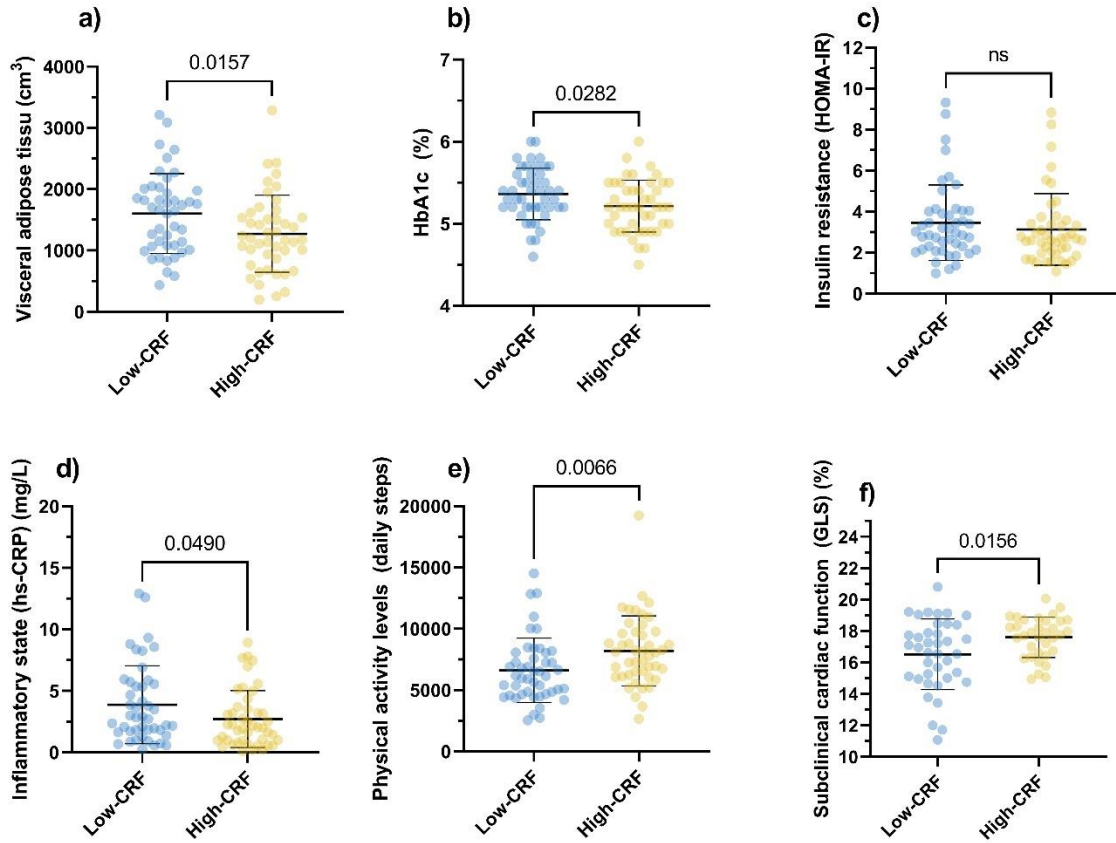 a)
Visceral adipose tissu (cm³)
4000
3000
2000
1000
0
0.0157
Low-CRF
High-CRF
b)
HbA1c (%)
7
6
5
4
0.0282
Low-CRF
High-CRF
c)
Insulin resistance (HOMA-IR)
12
10
8
6
4
2
0
ns
Low-CRF
High-CRF
d)
Inflammatory state (hs-CRP) (mg/L)
20
15
10
5
0
0.0490
Low-CRF
High-CRF
e)
Physical activity levels (daily steps)
20000
15000
10000
5000
0
0.0066
Low-CRF
High-CRF
f)
Subclinical cardiac function (GLS) (%)
24
22
20
18
16
14
12
10
0.0156
Low-CRF
High-CRF